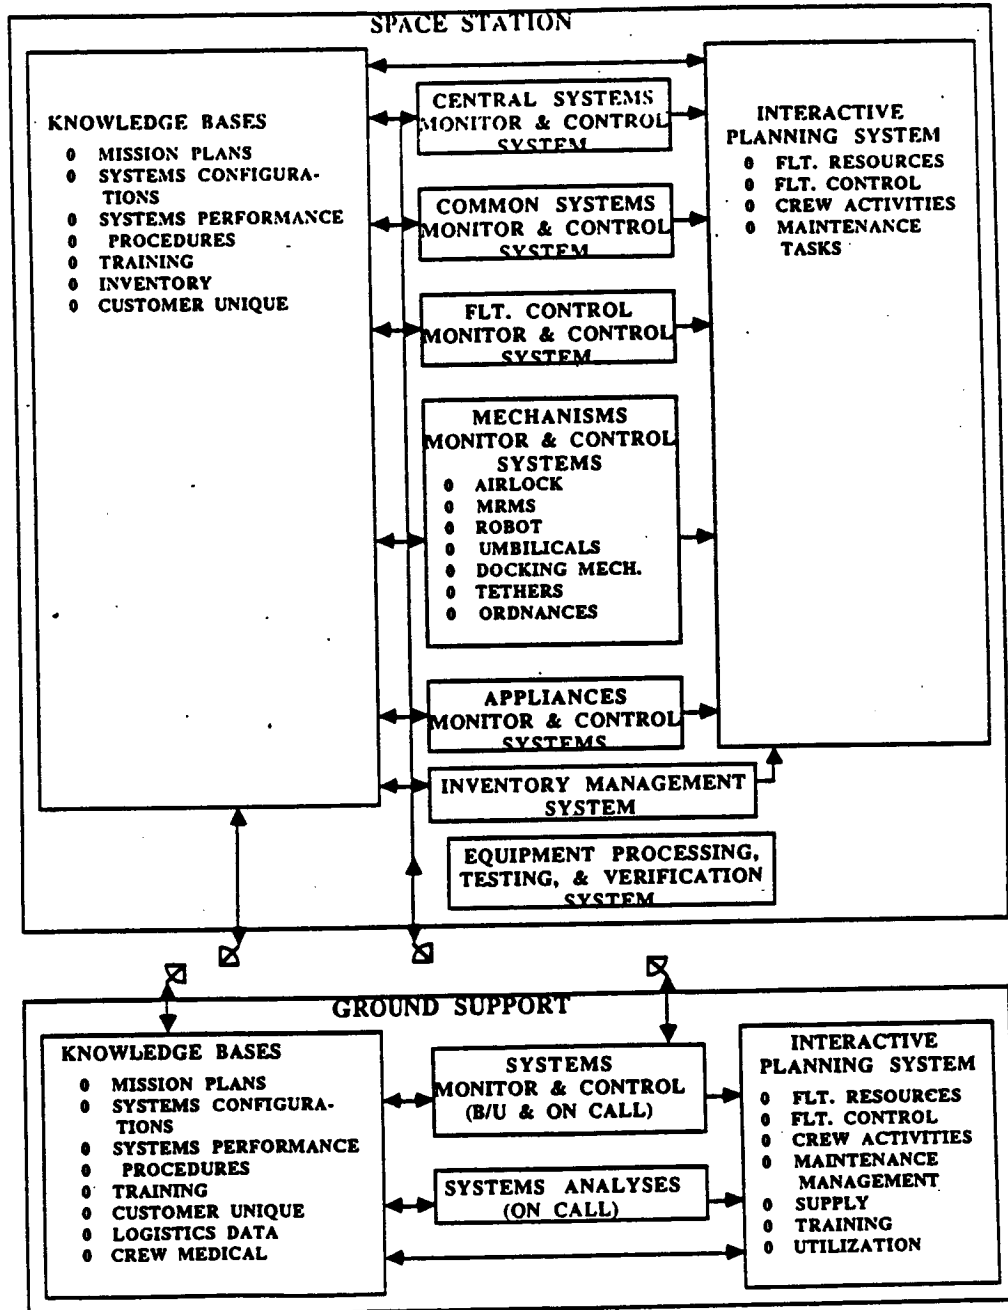 SPACE STATION
KNOWLEDGE BASES
0 MISSION PLANS
0 SYSTEMS CONFIGURA-
TIONS
0 SYSTEMS PERFORMANCE
0 PROCEDURES
0 TRAINING
0 INVENTORY
0 CUSTOMER UNIQUE
CENTRAL SYSTEMS
MONITOR & CONTROL
SYSTEM
COMMON SYSTEMS
MONITOR & CONTROL
SYSTEM
FLT. CONTROL
MONITOR & CONTROL
SYSTEM
MECHANISMS
MONITOR & CONTROL
SYSTEMS
0 AIRLOCK
0 MRMS
0 ROBOT
0 UMBILICALS
0 DOCKING MECH.
0 TETHERS
0 ORDNANCES
APPLIANCES
MONITOR & CONTROL
SYSTEMS
INVENTORY MANAGEMENT
SYSTEM
EQUIPMENT PROCESSING,
TESTING, & VERIFICATION
SYSTEM
INTERACTIVE
PLANNING SYSTEM
0 FLT. RESOURCES
0 FLT. CONTROL
0 CREW ACTIVITIES
0 MAINTENANCE
TASKS
GROUND SUPPORT
KNOWLEDGE BASES
0 MISSION PLANS
0 SYSTEMS CONFIGURA-
TIONS
0 SYSTEMS PERFORMANCE
0 PROCEDURES
0 TRAINING
0 CUSTOMER UNIQUE
0 LOGISTICS DATA
0 CREW MEDICAL
SYSTEMS
MONITOR & CONTROL
(B/U & ON CALL)
SYSTEMS ANALYSES
(ON CALL)
INTERACTIVE
PLANNING SYSTEM
0 FLT. RESOURCES
0 FLT. CONTROL
0 CREW ACTIVITIES
0 MAINTENANCE
MANAGEMENT
0 SUPPLY
0 TRAINING
0 UTILIZATION